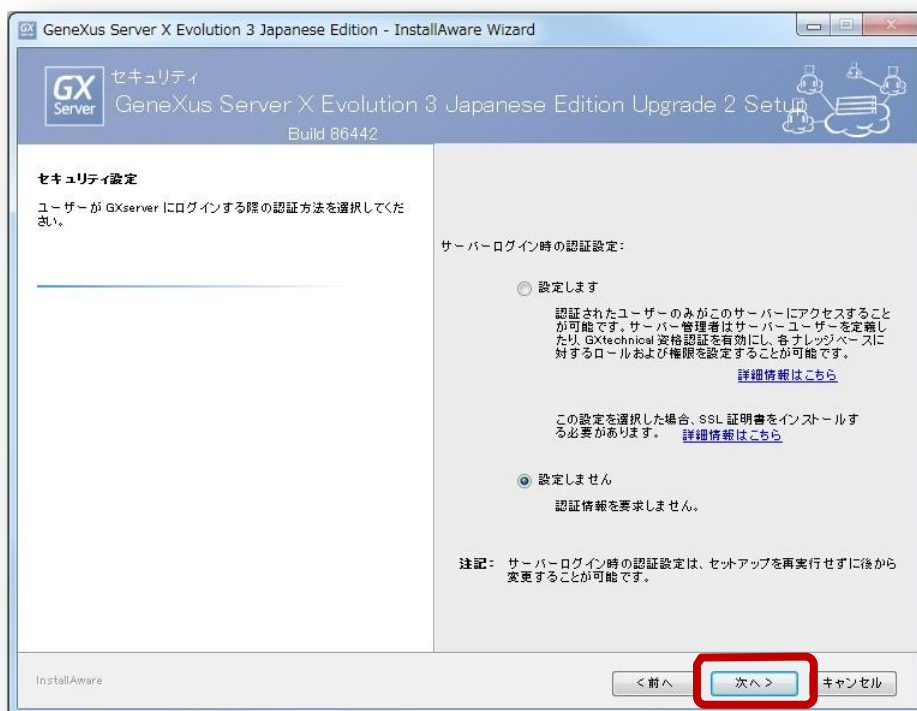 GeneXus Server X Evolution 3 Japanese Edition - InstallAware Wizard
GX
Server
セキュリティ
GeneXus Server X Evolution 3 Japanese Edition Upgrade 2 Setup
Build 86442
セキュリティ設定
ユーザーが GXserver にログインする際の認証方法を選択してくだ
さい。
サーバーログイン時の認証設定:
設定します
認証されたユーザーのみがこのサーバーにアクセスすること
が可能です。サーバー管理者はサーバーユーザーを定義し
たり、GXtechnical 資格認証を有効にし、各ナレッジベースに
対するロールおよび権限を設定することが可能です。
詳細情報はこちら
この設定を選択した場合、SSL 証明書をインストールす
る必要があります。 詳細情報はこちら
設定しません
認証情報を要求しません。
注記: サーバーログイン時の認証設定は、セットアップを再実行せずに後から
変更することが可能です。
InstallAware
<前へ 次へ> キャンセル